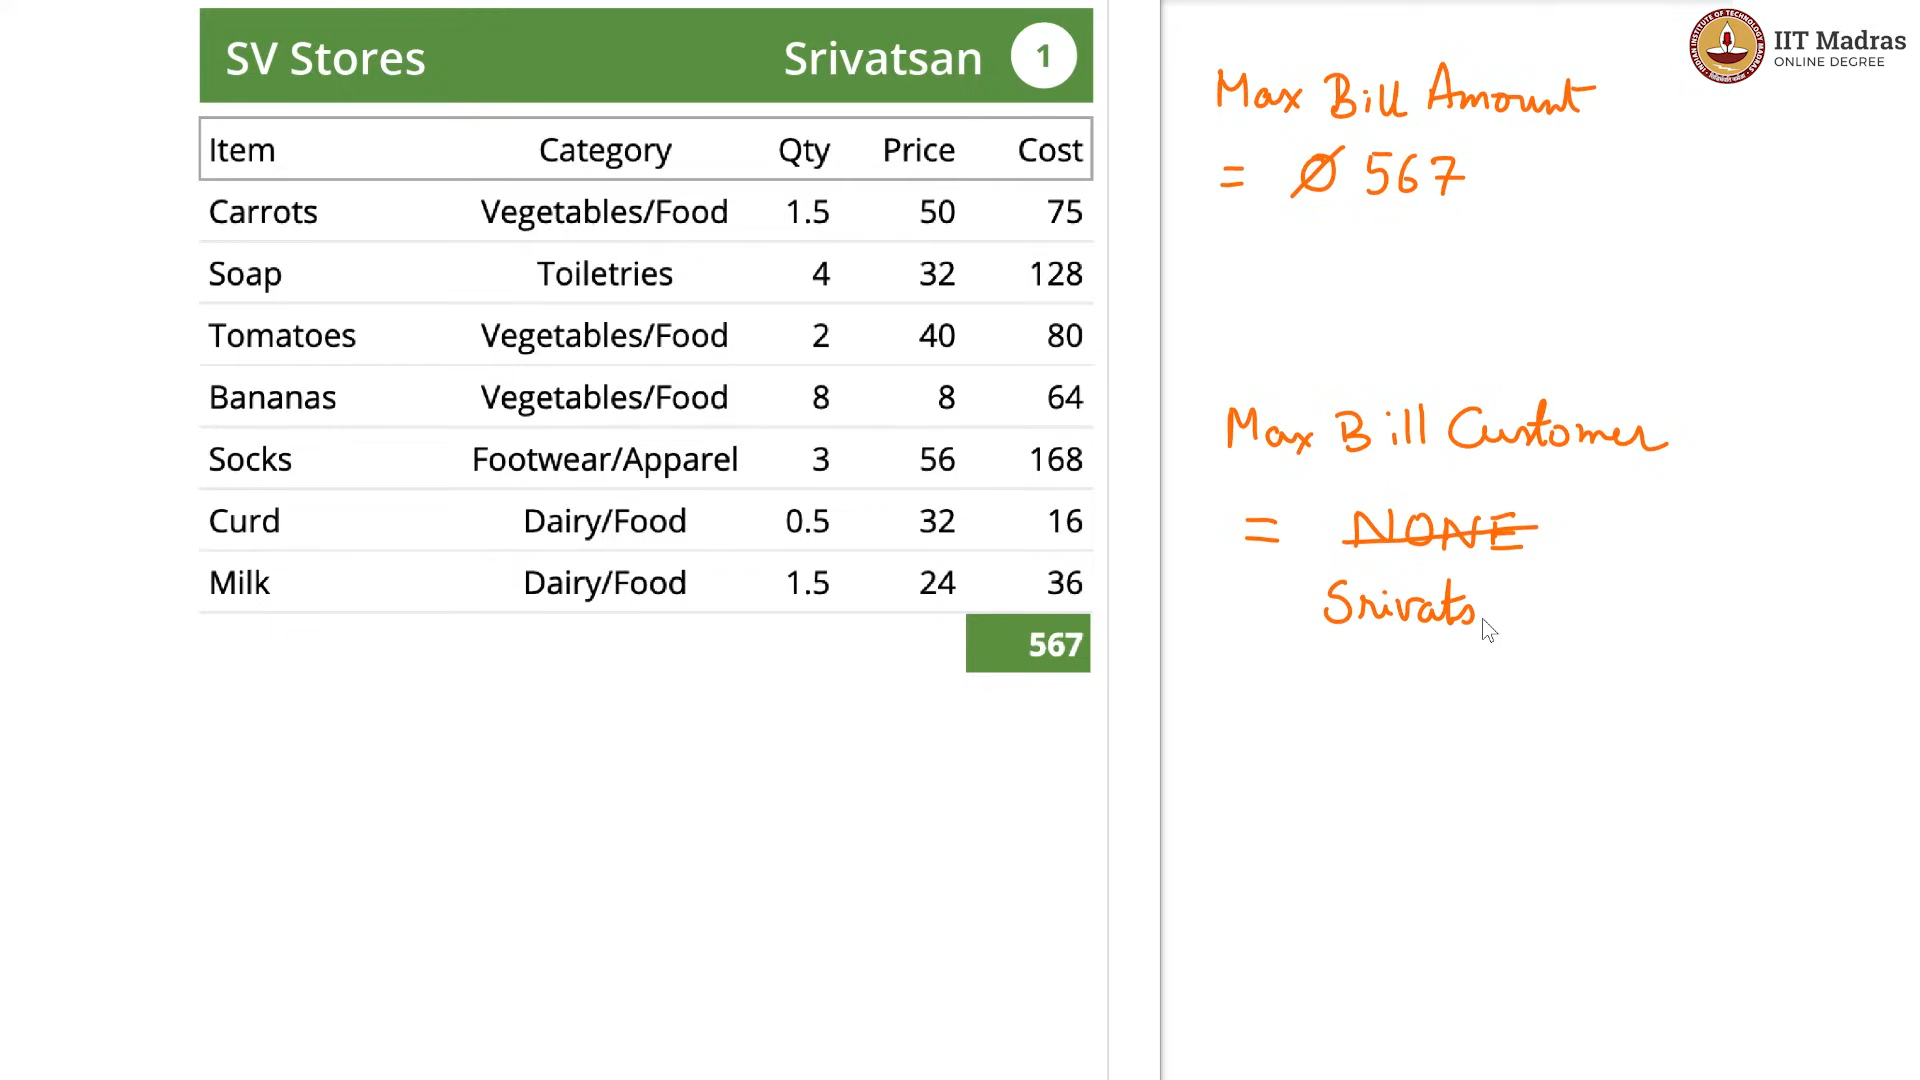 SV Stores Srivatsan 1
Item Category Qty Price Cost
Carrots Vegetables/Food 1.5 50 75
Soap Toiletries 4 32 128
Tomatoes Vegetables/Food 2 40 80
Bananas Vegetables/Food 8 8 64
Socks Footwear/Apparel 3 56 168
Curd Dairy/Food 0.5 32 16
Milk Dairy/Food 1.5 24 36
567
IIT Madras
ONLINE DEGREE
Max Bill Amount
= 0 567
Max Bill Customer
= NONE
Srivats